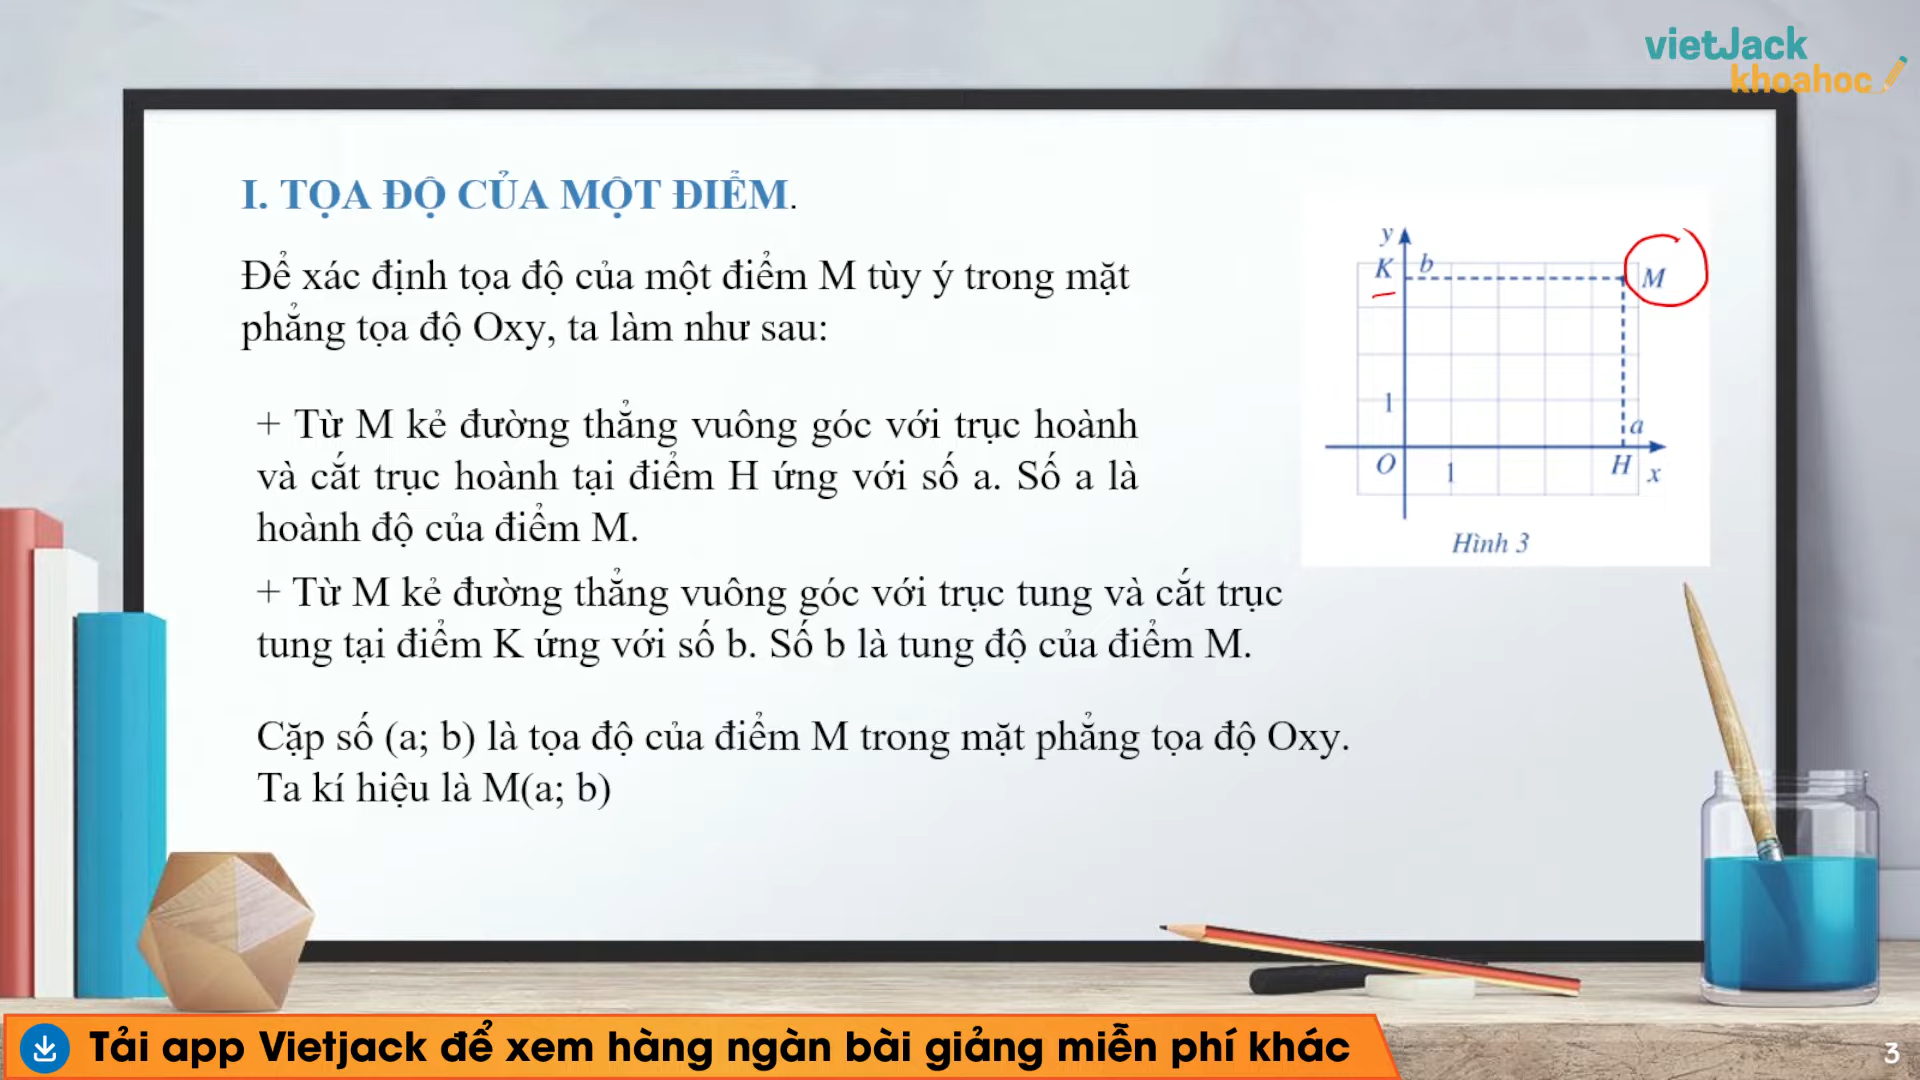 vietJack
khoahoc
I. TỌA ĐỘ CỦA MỘT ĐIỂM.
Để xác định tọa độ của một điểm M tùy ý trong mặt
phẳng tọa độ Oxy, ta làm như sau:
+ Từ M kẻ đường thẳng vuông góc với trục hoành
và cắt trục hoành tại điểm H ứng với số a. Số a là
hoành độ của điểm M.
+ Từ M kẻ đường thẳng vuông góc với trục tung và cắt trục
tung tại điểm K ứng với số b. Số b là tung độ của điểm M.
Cặp số (a; b) là tọa độ của điểm M trong mặt phẳng tọa độ Oxy.
Ta kí hiệu là M(a; b)
y
K b M
1
a
O 1 H x
Hình 3
Tải app Vietjack để xem hàng ngàn bài giảng miễn phí khác
3